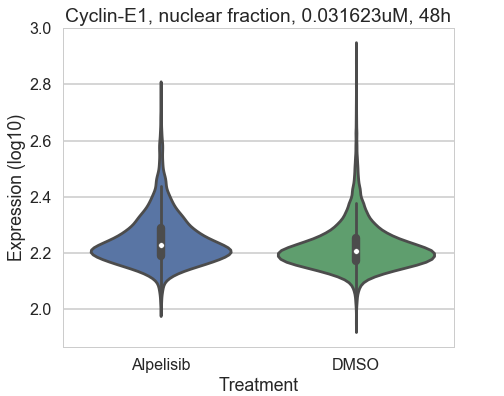 Cyclin-E1, nuclear fraction, 0.031623uM, 48h
3.0
2.8
2.6
2.4
2.2
2.0
Expression (log10)
Alpelisib DMSO
Treatment